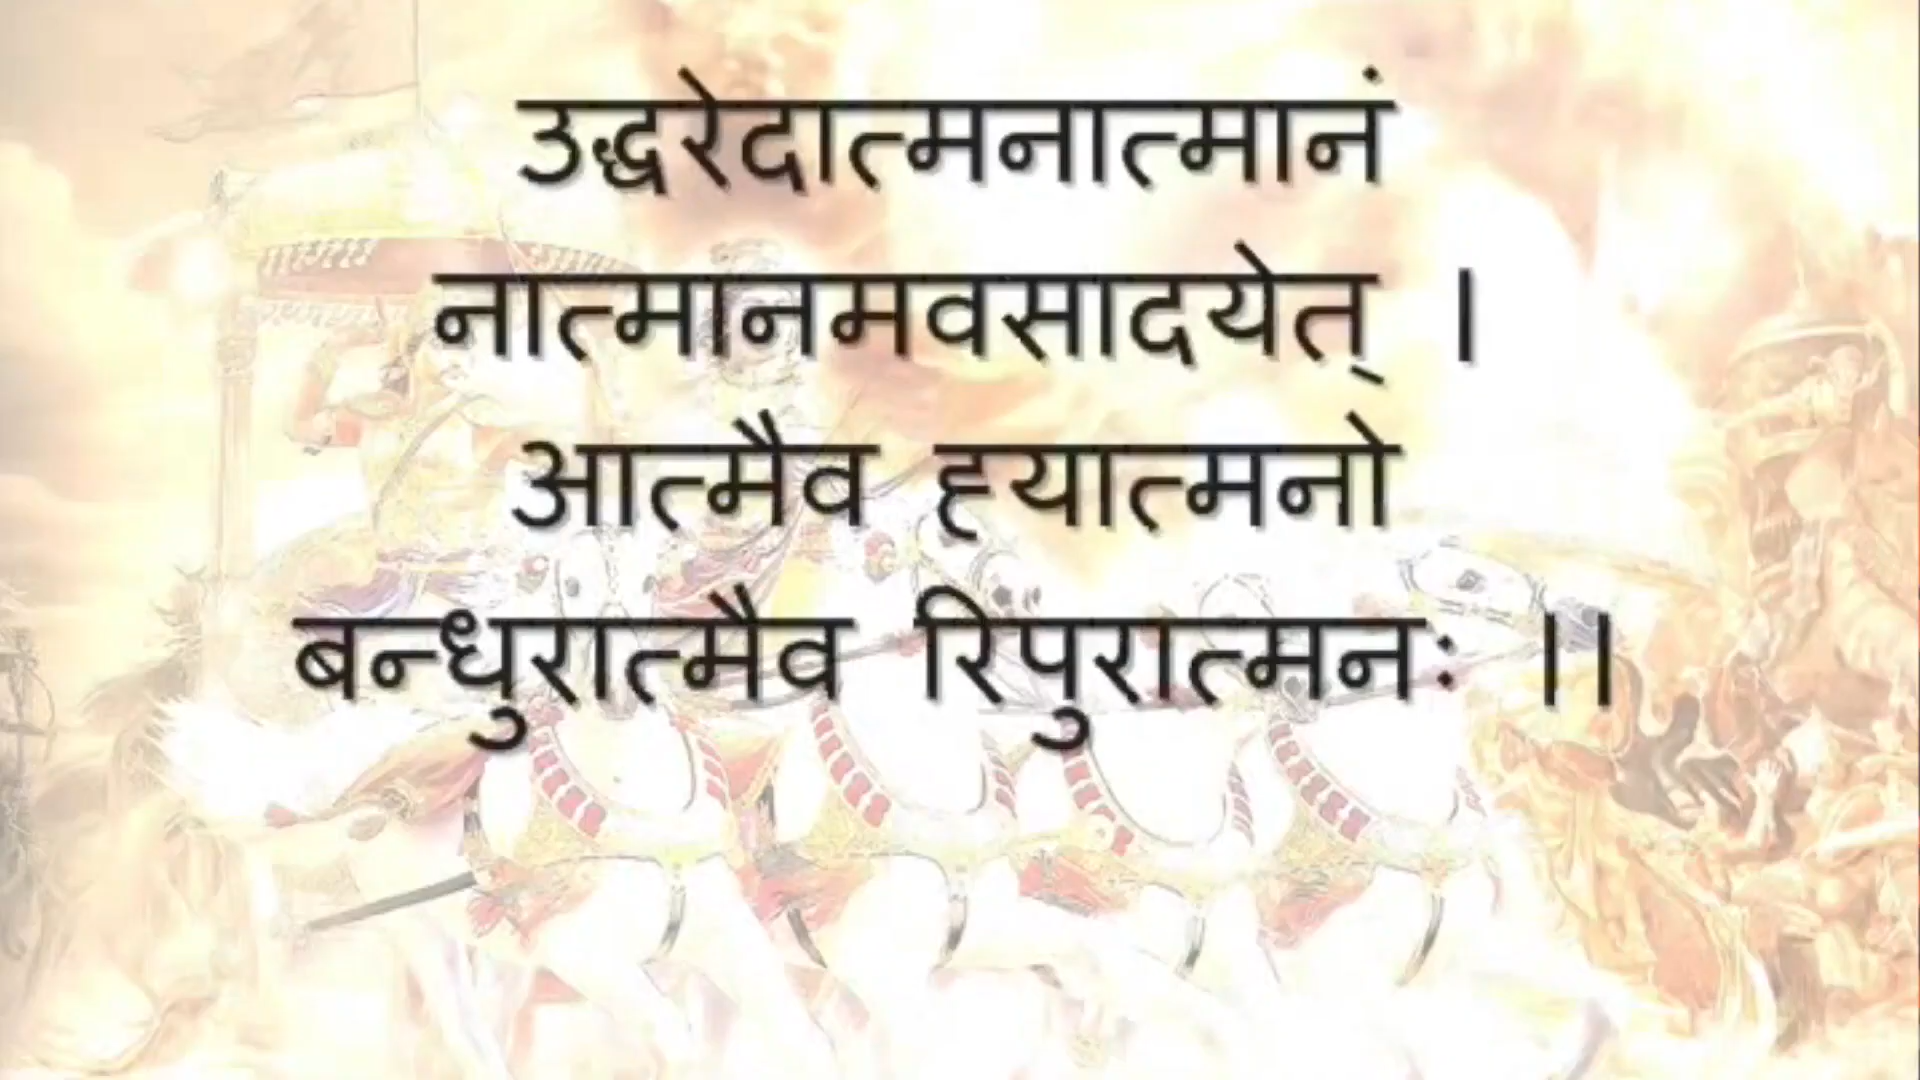 उद्धरेदात्मनात्मानं
नात्मानमवसादयेत् ।
आत्मैव ह्यात्मनो
बन्धुरात्मैव रिपुरात्मनः ।।